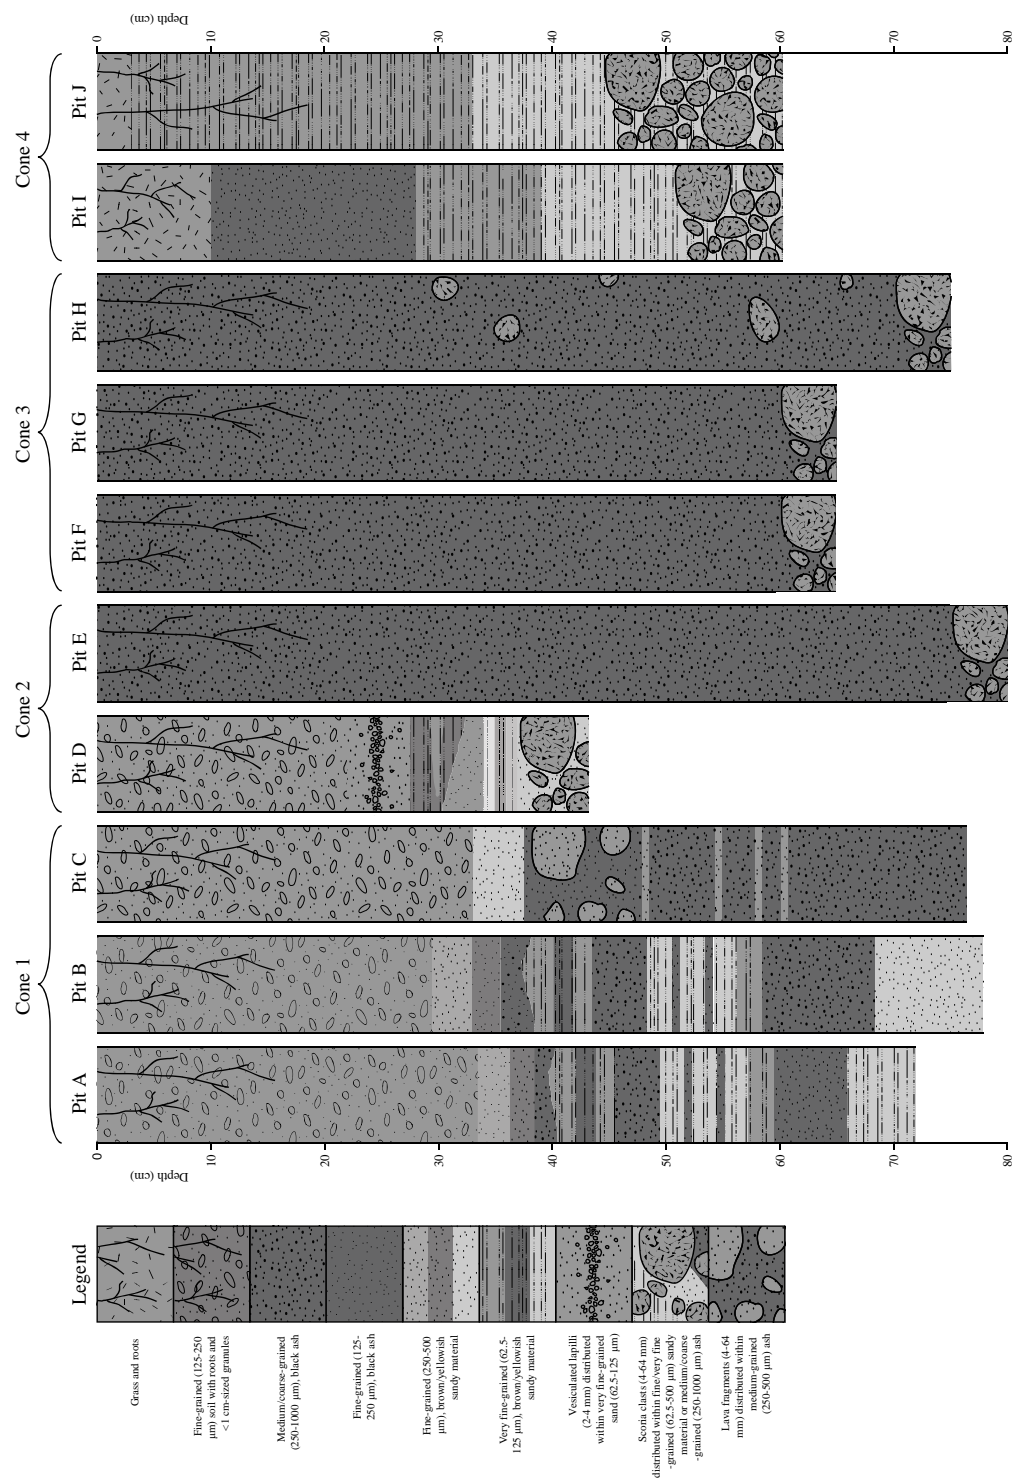 Legend
Grass and roots
Fine-grained (125-250
µm) soil with roots and
<1 cm-sized granules
Medium/coarse-grained
(250-1000 µm), black ash
Fine-grained (125-
250 µm), black ash
Fine-grained (250-500
µm), brown/yellowish
sandy material
Very fine-grained (62.5-
125 µm), brown/yellowish
sandy material
Vesiculated lapilli
(2-4 mm) distributed
within very fine-grained
sand (62.5-125 µm)
Scoria clasts (4-64 mm)
distributed within fine/very fine
-grained (62.5-500 µm) sandy
material or medium/coarse
-grained (250-1000 µm) ash
Lava fragments (4-64
mm) distributed within
medium-grained
(250-500 µm) ash
Cone 1
Cone 2
Cone 3
Cone 4
Pit A
Pit B
Pit C
Pit D
Pit E
Pit F
Pit G
Pit H
Pit I
Pit J
Depth (cm)
0
10
20
30
40
50
60
70
80
Depth (cm)
0
10
20
30
40
50
60
70
80